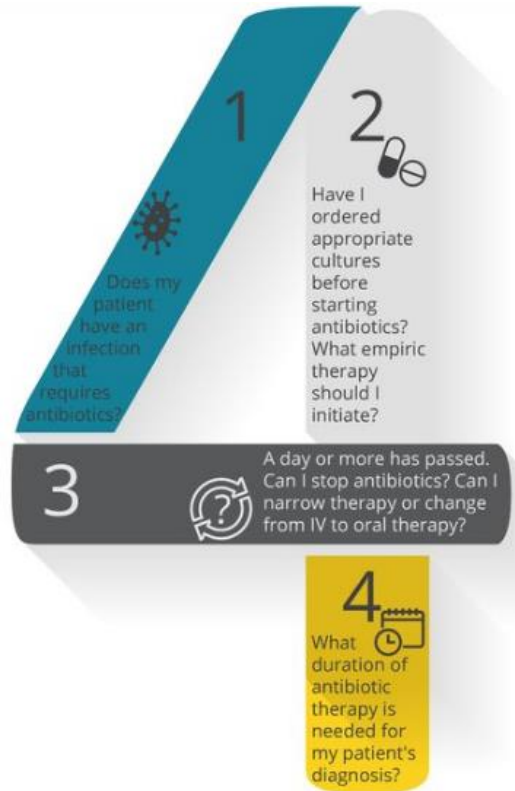 1
Does my
patient
have an
infection
that
requires
antibiotics?
2
Have I
ordered
appropriate
cultures
before
starting
antibiotics?
What empiric
therapy
should I
initiate?
3
?
A day or more has passed.
Can I stop antibiotics? Can I
narrow therapy or change
from IV to oral therapy?
4
What
duration of
antibiotic
therapy is
needed for
my patient's
diagnosis?